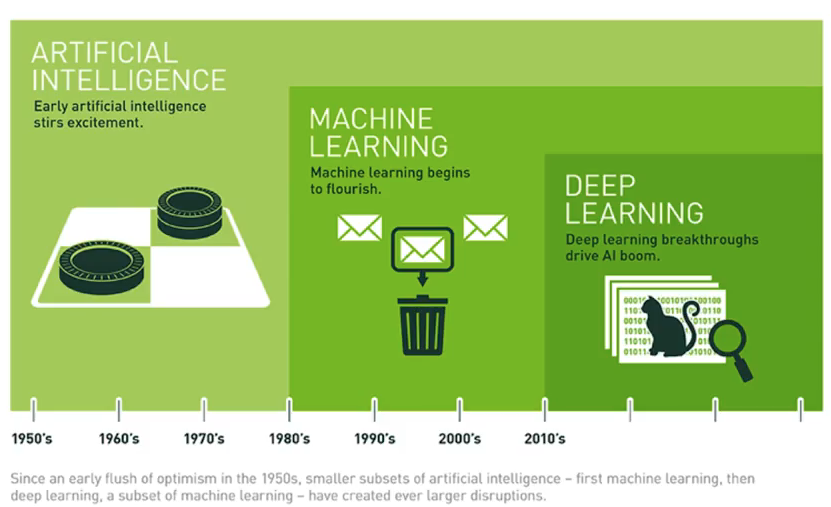 ARTIFICIAL
INTELLIGENCE
Early artificial intelligence
stirs excitement.
MACHINE
LEARNING
Machine learning begins
to flourish.
DEEP
LEARNING
Deep learning breakthroughs
drive AI boom.
1950's 1960's 1970's 1980's 1990's 2000's 2010's
Since an early flush of optimism in the 1950s, smaller subsets of artificial intelligence – first machine learning, then
deep learning, a subset of machine learning – have created ever larger disruptions.